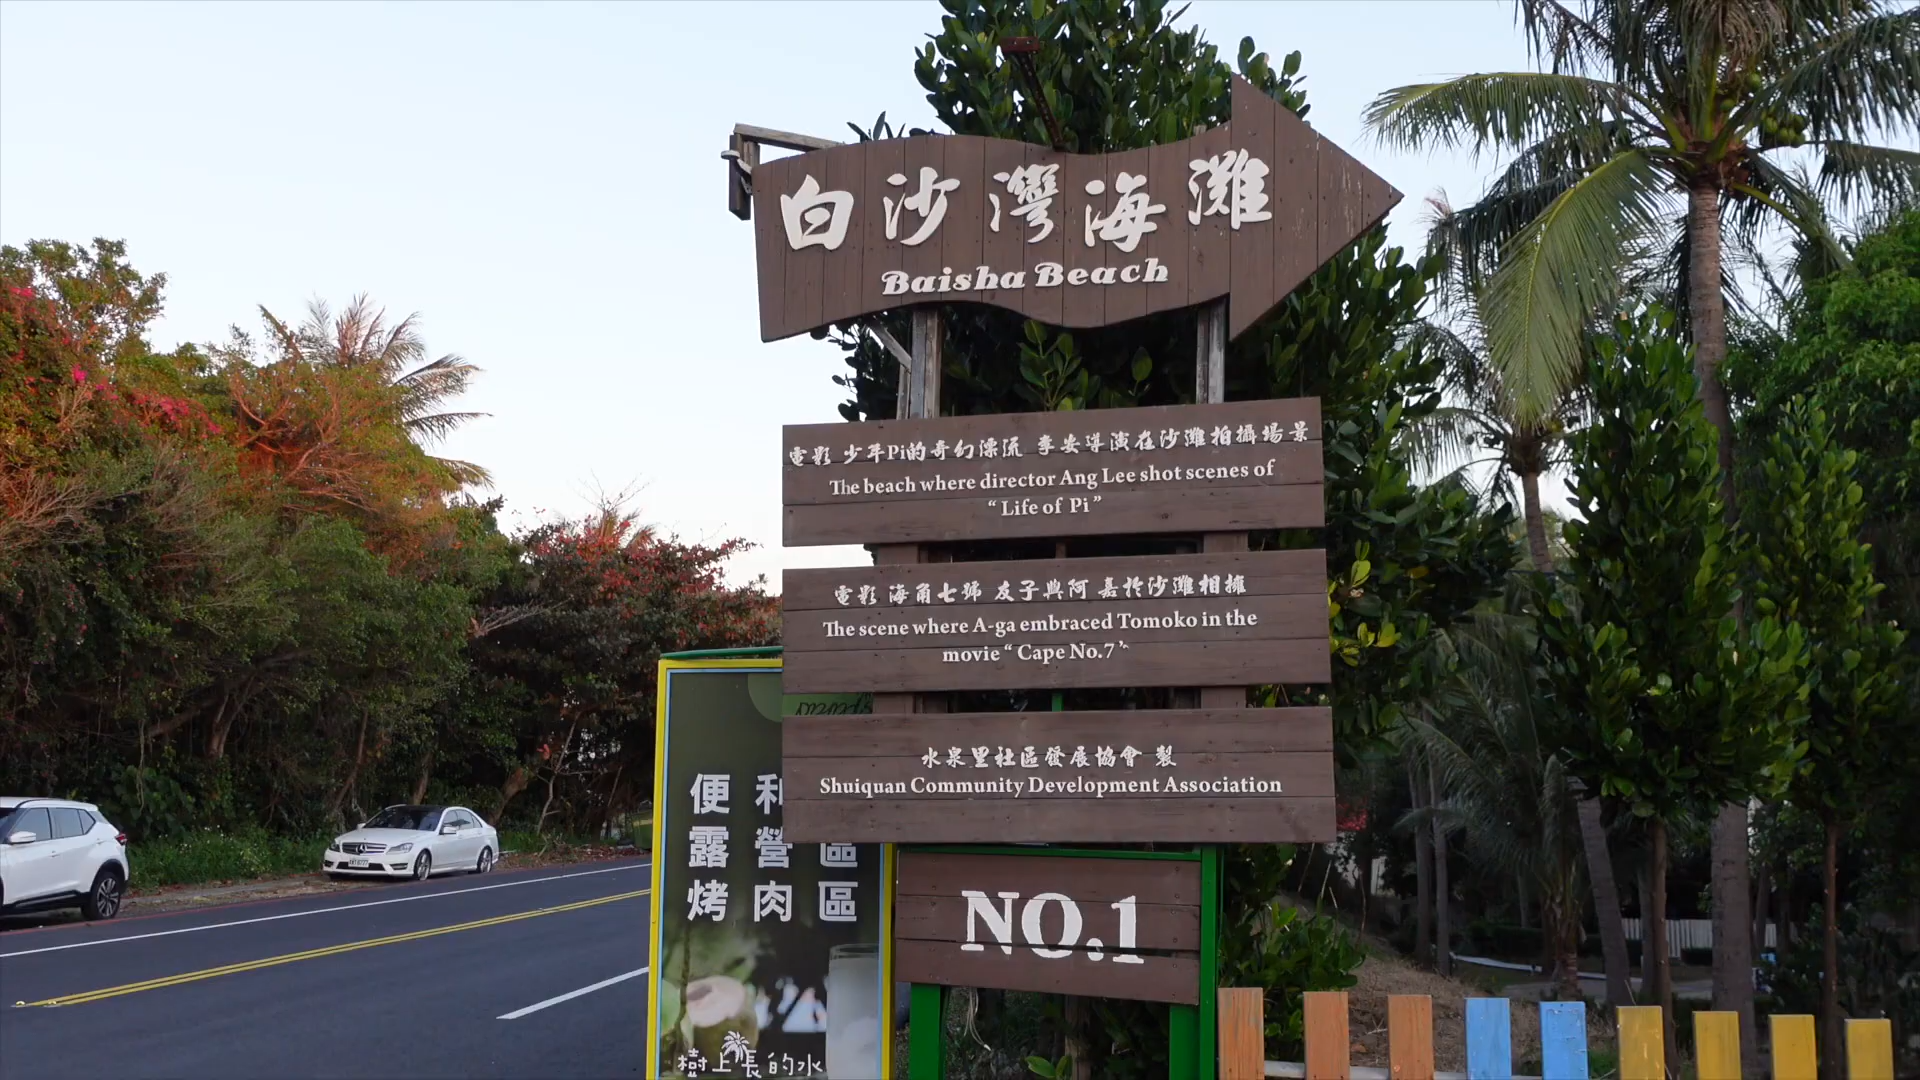 白沙灣海灘
Baisha Beach
電影 少年Pi的奇幻漂流 李安導演在沙灘拍攝場景
The beach where director Ang Lee shot scenes of
“Life of Pi”
電影 海角七號 友子與阿嘉於沙灘相擁
The scene where A-ga embraced Tomoko in the
movie “Cape No.7”
水泉里社區發展協會 製
Shuiquan Community Development Association
NO.1
便利
露營區
烤肉區
樹上長的水